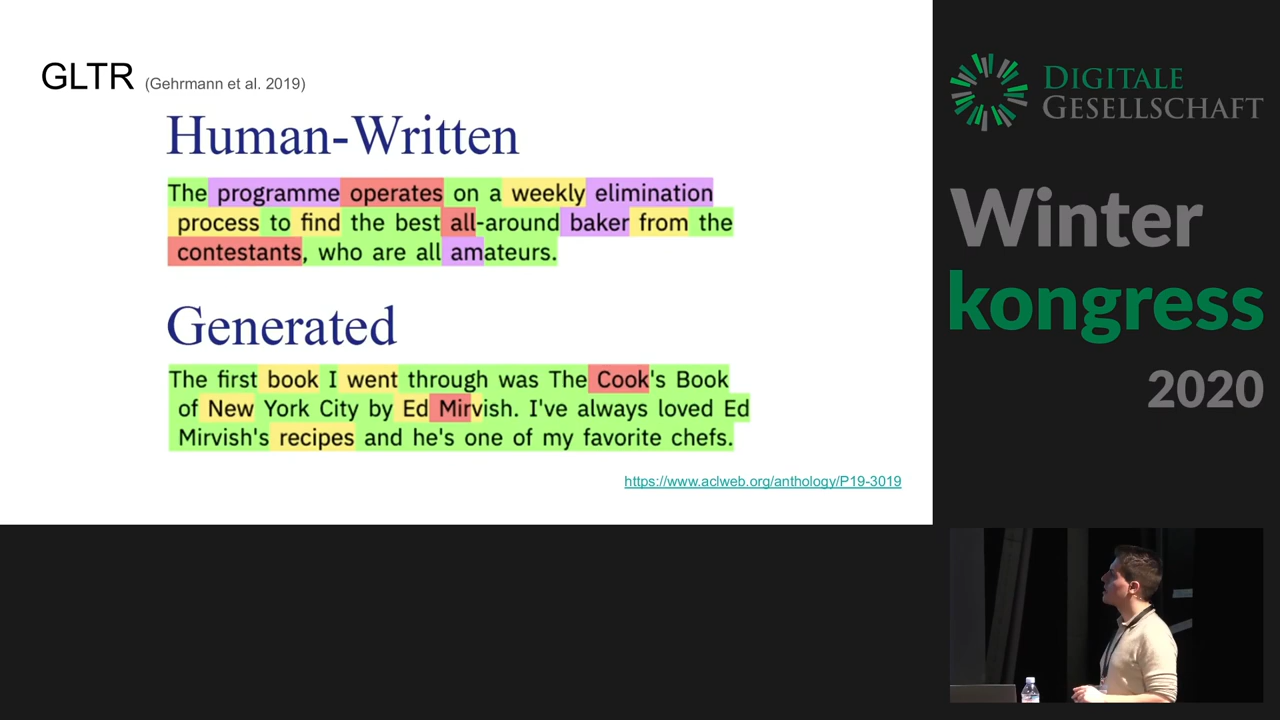 GLTR (Gehrmann et al. 2019)
Human-Written
The programme operates on a weekly elimination
process to find the best all-around baker from the
contestants, who are all amateurs.
Generated
The first book I went through was The Cook's Book
of New York City by Ed Mirvish. I've always loved Ed
Mirvish's recipes and he's one of my favorite chefs.
https://www.aclweb.org/anthology/P19-3019
DIGITALE
GESELLSCHAFT
Winter
kongress
2020